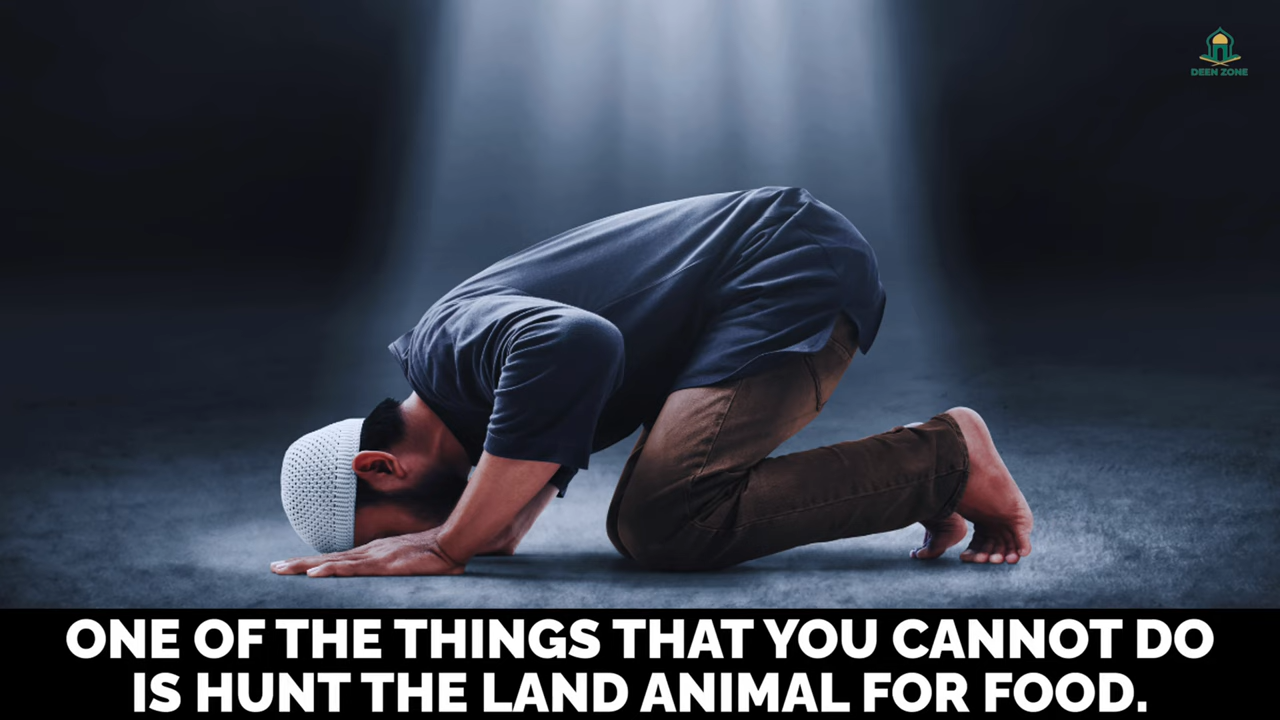 DEEN ZONE
ONE OF THE THINGS THAT YOU CANNOT DO
IS HUNT THE LAND ANIMAL FOR FOOD.